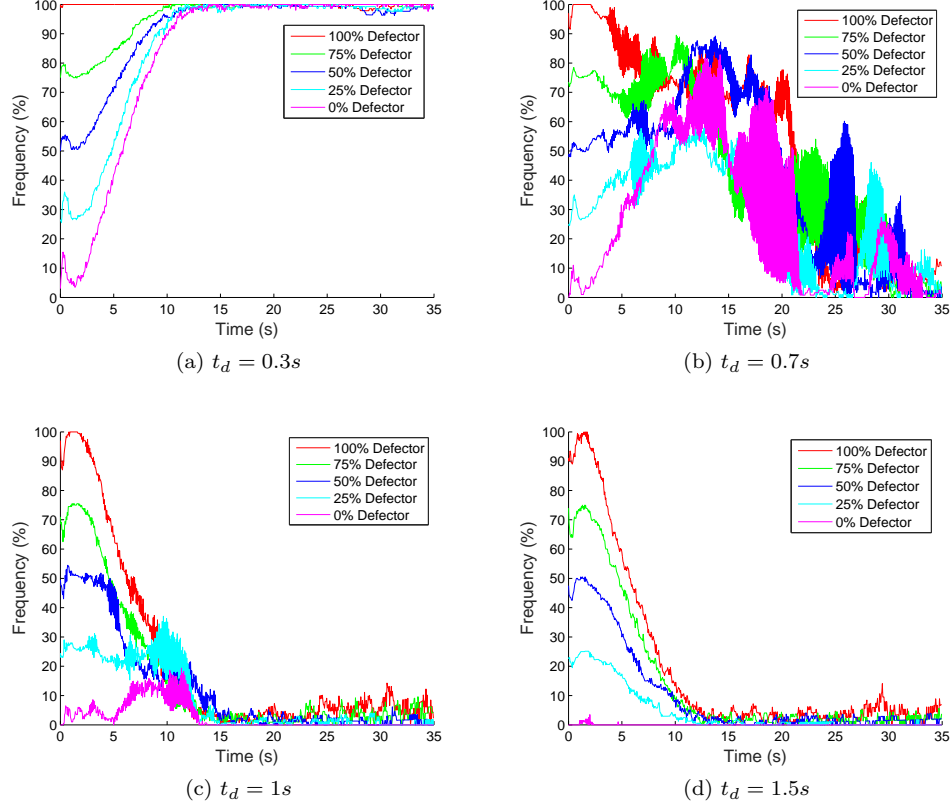 100
90
80
70
60
50
40
30
20
10
0
Frequency (%)
100% Defector
75% Defector
50% Defector
25% Defector
0% Defector
0 5 10 15 20 25 30 35
Time (s)
(a) t_d = 0.3s
100
90
80
70
60
50
40
30
20
10
0
Frequency (%)
100% Defector
75% Defector
50% Defector
25% Defector
0% Defector
0 5 10 15 20 25 30 35
Time (s)
(b) t_d = 0.7s
100
90
80
70
60
50
40
30
20
10
0
Frequency (%)
100% Defector
75% Defector
50% Defector
25% Defector
0% Defector
0 5 10 15 20 25 30 35
Time (s)
(c) t_d = 1s
100
90
80
70
60
50
40
30
20
10
0
Frequency (%)
100% Defector
75% Defector
50% Defector
25% Defector
0% Defector
0 5 10 15 20 25 30 35
Time (s)
(d) t_d = 1.5s